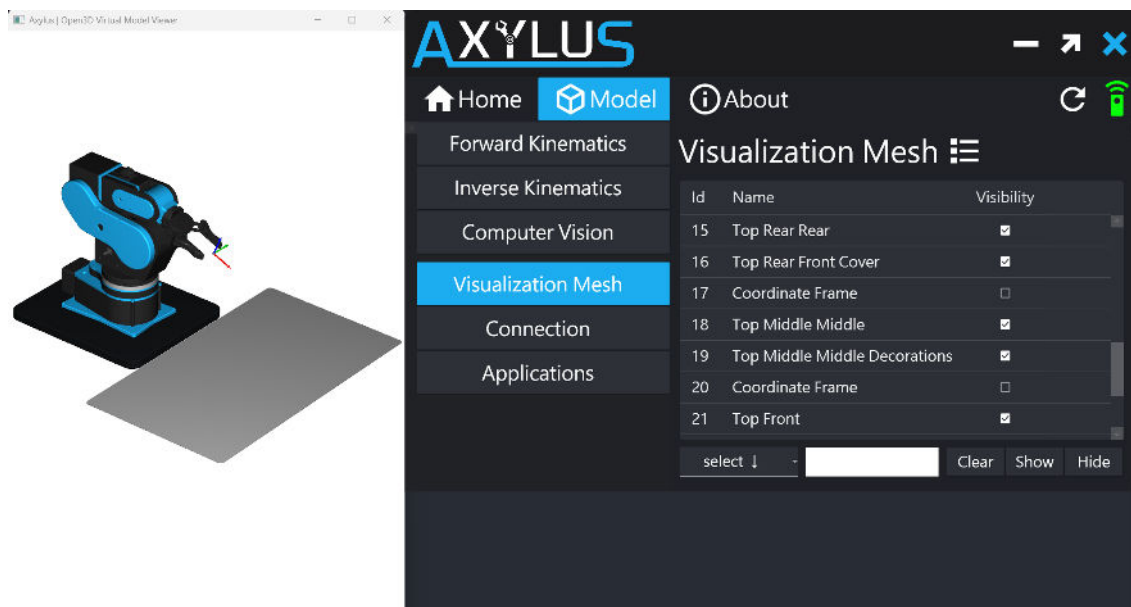 Axylus | Open3D Virtual Model Viewer
AXYLUS
Home Model About
Forward Kinematics
Inverse Kinematics
Computer Vision
Visualization Mesh
Connection
Applications
Visualization Mesh
Id Name Visibility
15 Top Rear Rear
16 Top Rear Front Cover
17 Coordinate Frame
18 Top Middle Middle
19 Top Middle Middle Decorations
20 Coordinate Frame
21 Top Front
select ↓ Clear Show Hide